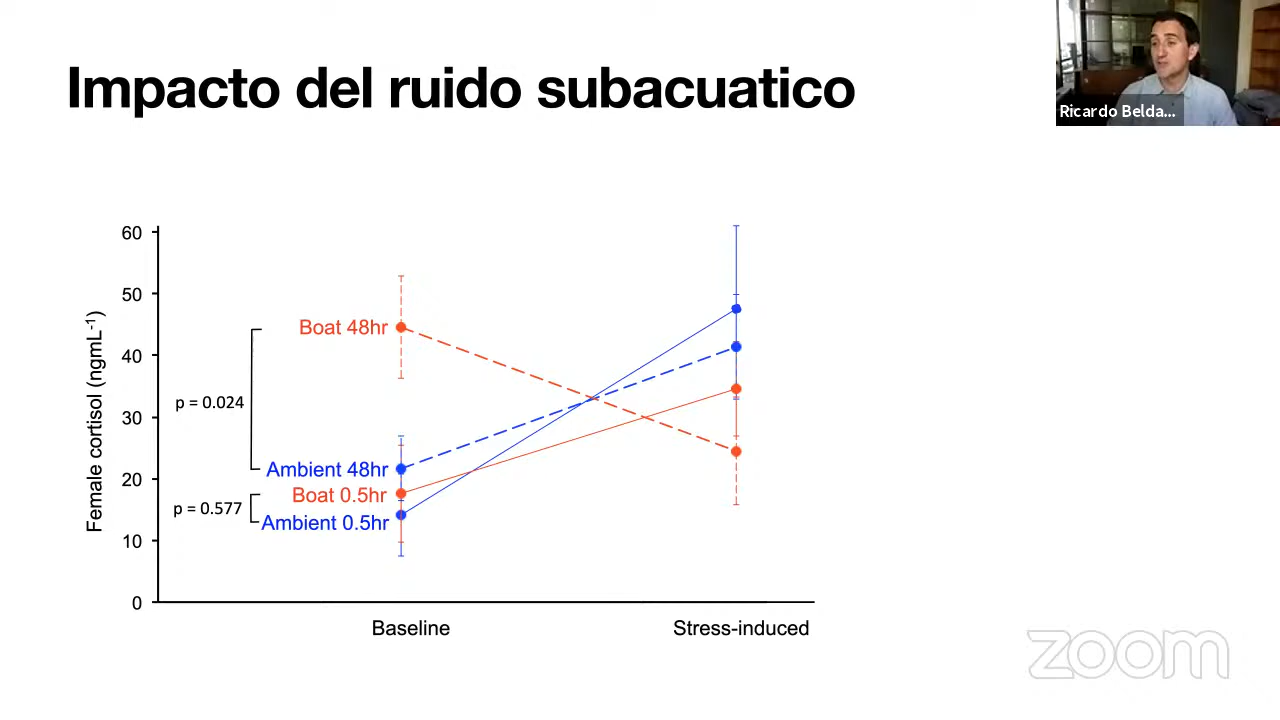 Impacto del ruido subacuatico
Ricardo Belda...
60
50
40
30
20
10
0
Female cortisol (ngmL⁻¹)
Boat 48hr
p = 0.024
Ambient 48hr
Boat 0.5hr
p = 0.577
Ambient 0.5hr
Baseline
Stress-induced
zoom